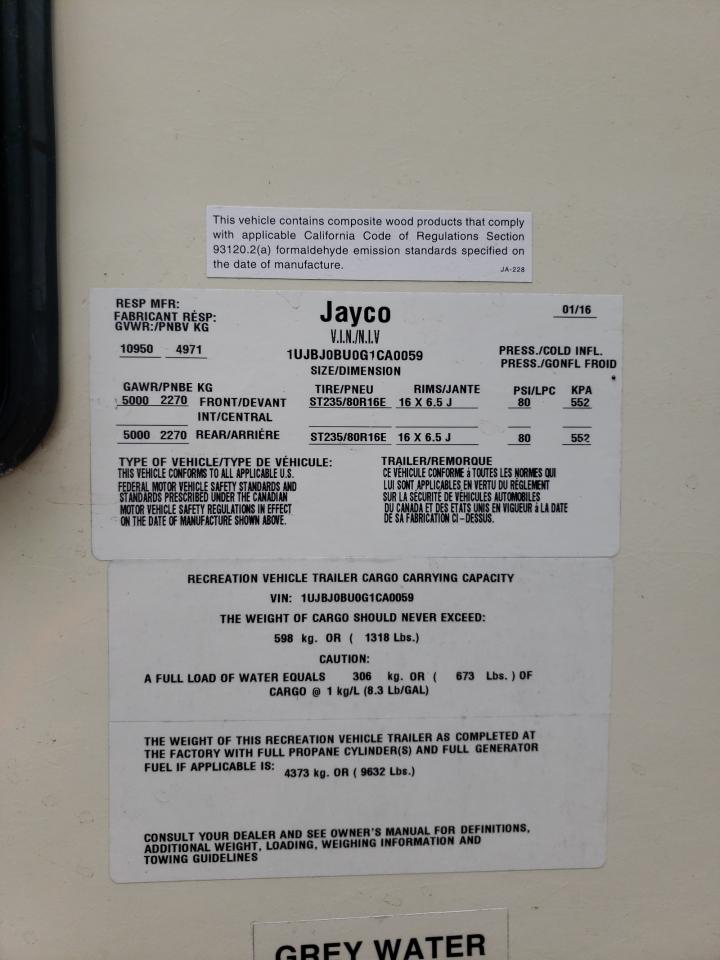 This vehicle contains composite wood products that comply
with applicable California Code of Regulations Section
93120.2(a) formaldehyde emission standards specified on
the date of manufacture.
JA-228
RESP MFR:
FABRICANT RÉSP:
GVWR:/PNBV KG
10950 4971
Jayco
V.I.N./N.I.V
1UJBJ0BU0G1CA0059
SIZE/DIMENSION
01/16
PRESS./COLD INFL.
PRESS./GONFL FROID
GAWR/PNBE KG TIRE/PNEU RIMS/JANTE PSI/LPC KPA
5000 2270 FRONT/DEVANT ST235/80R16E 16 X 6.5 J 80 552
INT/CENTRAL
5000 2270 REAR/ARRIÈRE ST235/80R16E 16 X 6.5 J 80 552
TYPE OF VEHICLE/TYPE DE VÉHICULE:
THIS VEHICLE CONFORMS TO ALL APPLICABLE U.S.
FEDERAL MOTOR VEHICLE SAFETY STANDARDS AND
STANDARDS PRESCRIBED UNDER THE CANADIAN
MOTOR VEHICLE SAFETY REGULATIONS IN EFFECT
ON THE DATE OF MANUFACTURE SHOWN ABOVE.
TRAILER/REMORQUE
CE VÉHICULE CONFORME à TOUTES LES NORMES QUI
LUI SONT APPLICABLES EN VERTU DU RÈGLEMENT
SUR LA SÉCURITÉ DE VÉHICULES AUTOMOBILES
DU CANADA ET DES ETATS UNIS EN VIGUEUR à LA DATE
DE SA FABRICATION CI-DESSUS.
RECREATION VEHICLE TRAILER CARGO CARRYING CAPACITY
VIN: 1UJBJ0BU0G1CA0059
THE WEIGHT OF CARGO SHOULD NEVER EXCEED:
598 kg. OR ( 1318 Lbs.)
CAUTION:
A FULL LOAD OF WATER EQUALS 306 kg. OR ( 673 Lbs. ) OF
CARGO @ 1 kg/L (8.3 Lb/GAL)
THE WEIGHT OF THIS RECREATION VEHICLE TRAILER AS COMPLETED AT
THE FACTORY WITH FULL PROPANE CYLINDER(S) AND FULL GENERATOR
FUEL IF APPLICABLE IS: 4373 kg. OR ( 9632 Lbs.)
CONSULT YOUR DEALER AND SEE OWNER'S MANUAL FOR DEFINITIONS,
ADDITIONAL WEIGHT, LOADING, WEIGHING INFORMATION AND
TOWING GUIDELINES
GREY WATER